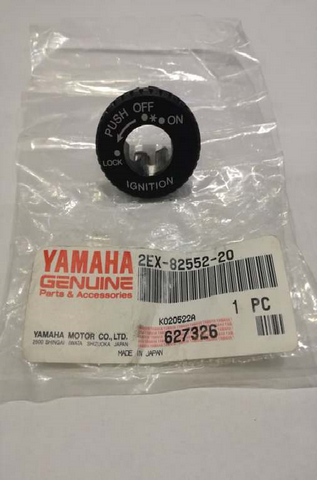 PUSH OFF
ON
LOCK
IGNITION
YAMAHA
GENUINE
Parts & Accessories
YAMAHA MOTOR CO., LTD.
2500 SHINGAI IWATA SHIZUOKA JAPAN
MADE IN JAPAN
2EX-82552-20
1 PC
K020522A
627326